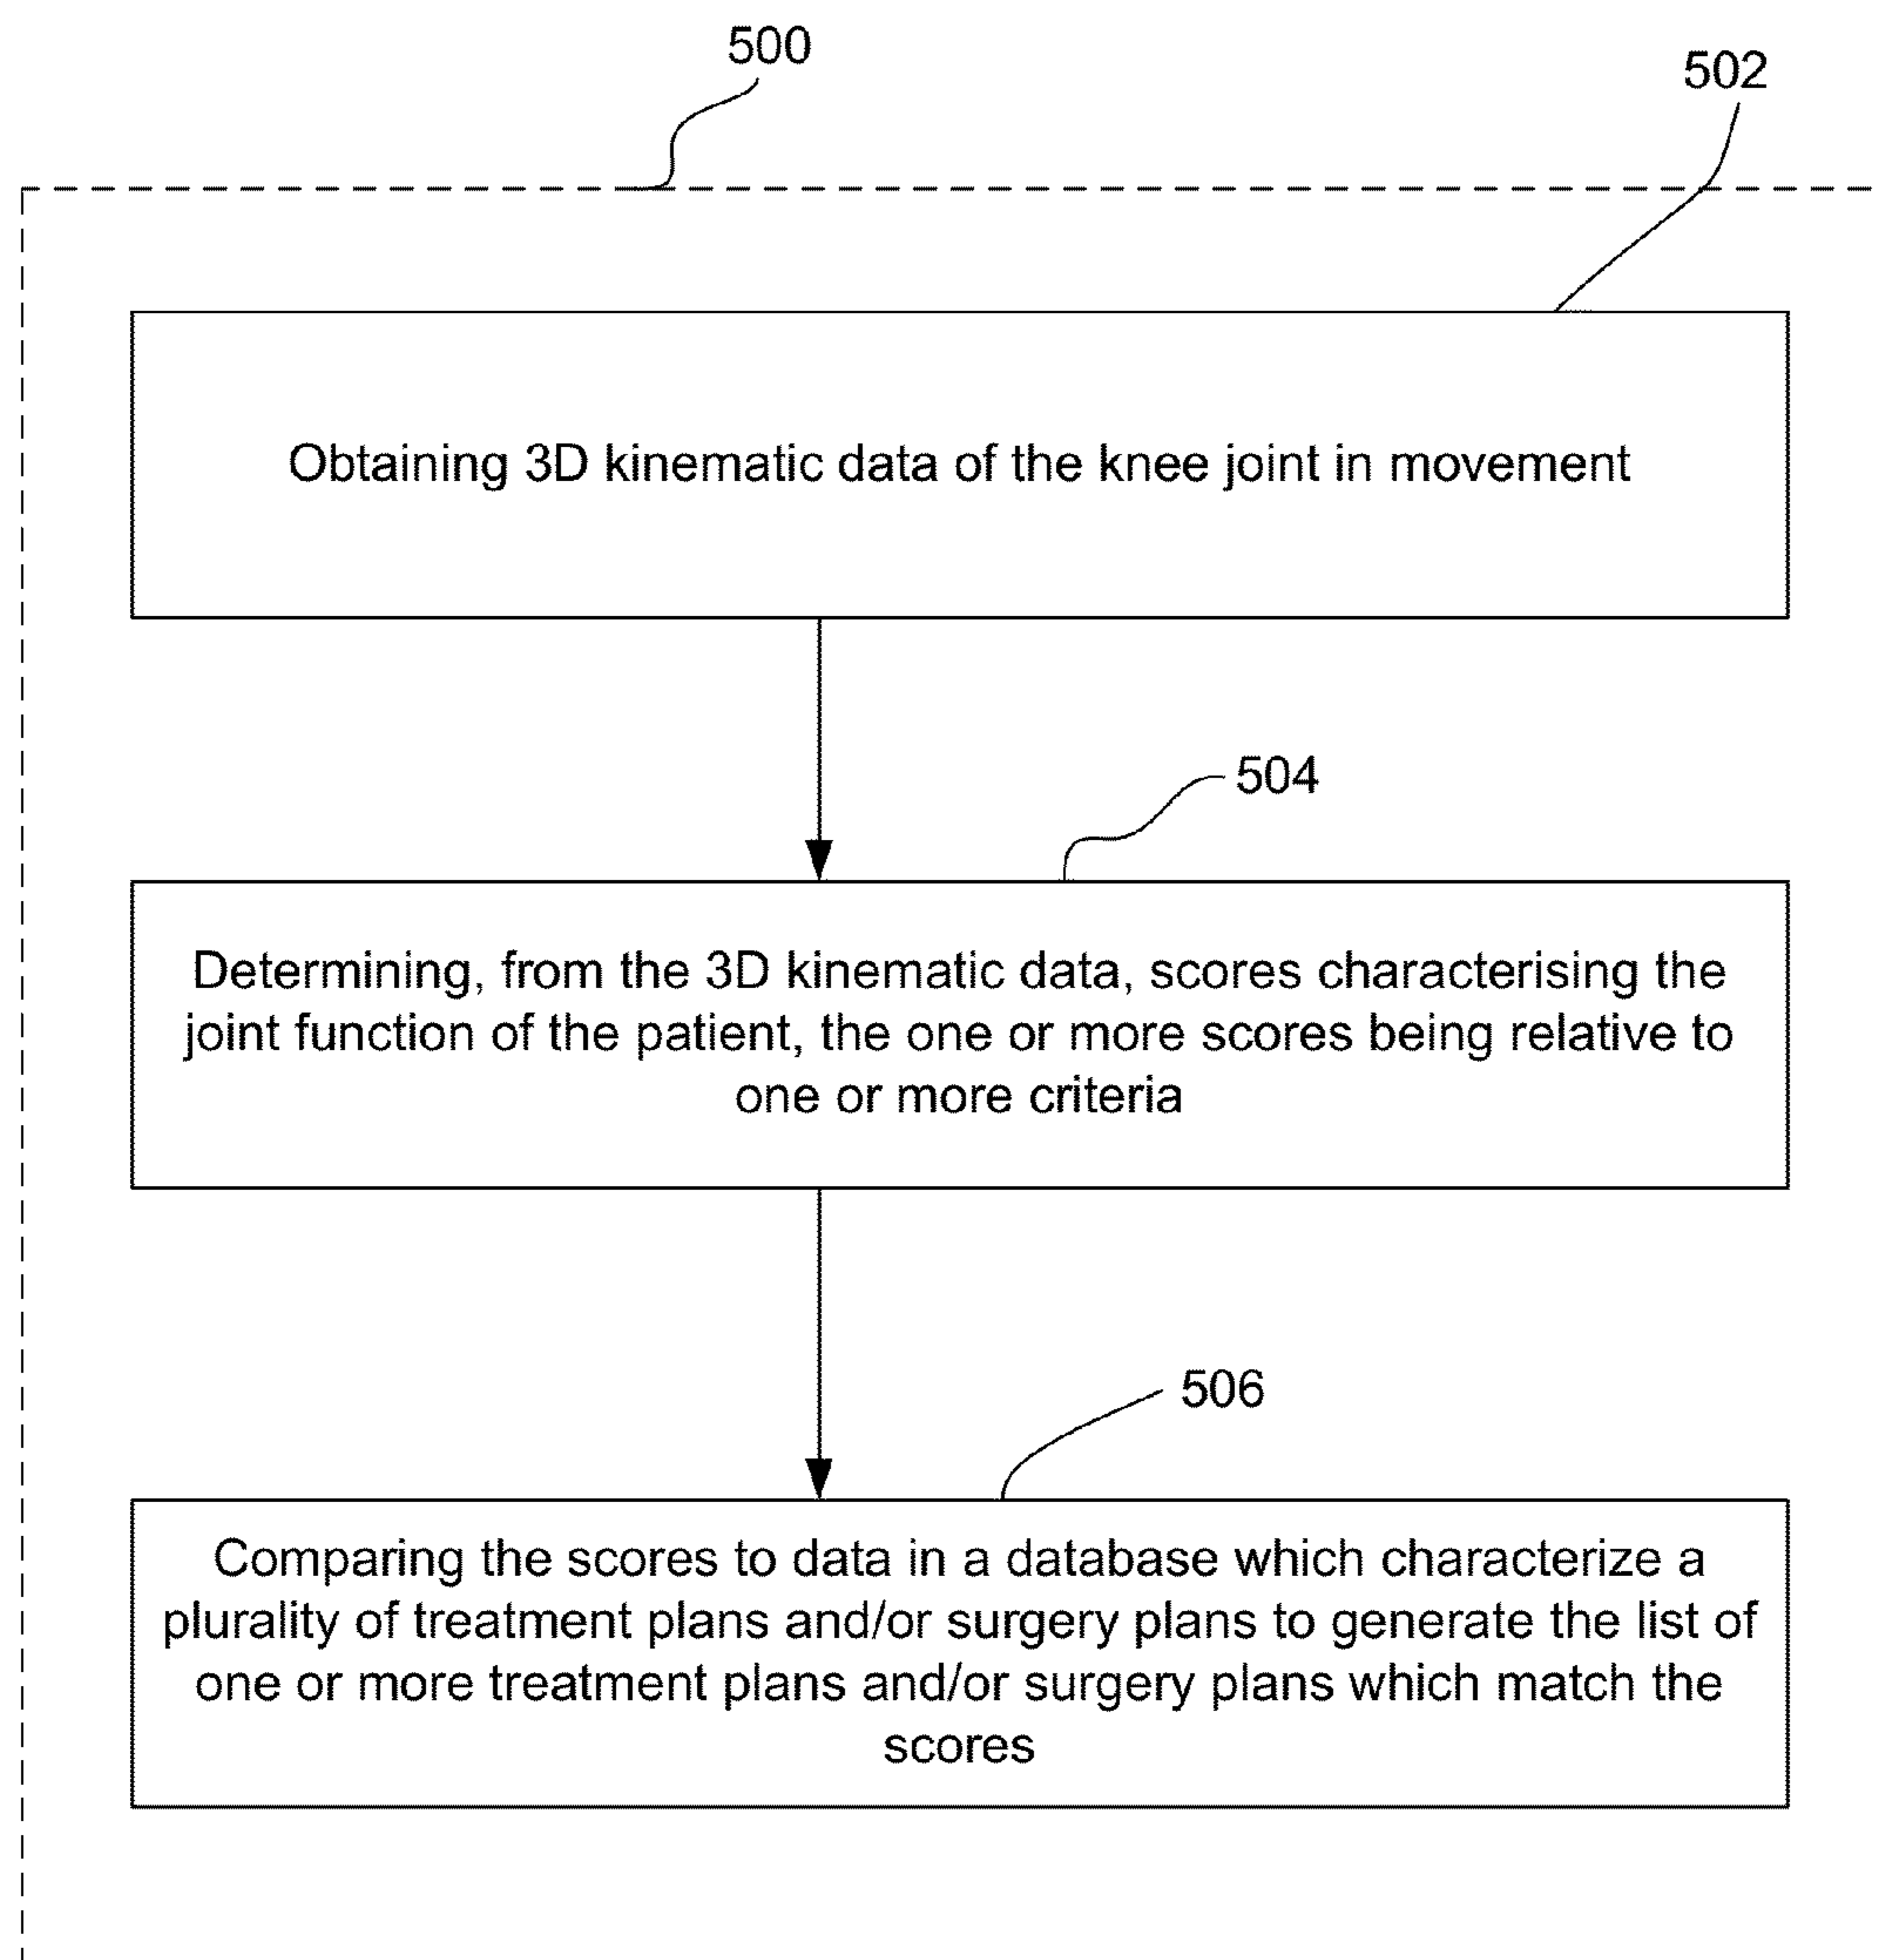 500
502
Obtaining 3D kinematic data of the knee joint in movement
504
Determining, from the 3D kinematic data, scores characterising the
joint function of the patient, the one or more scores being relative to
one or more criteria
506
Comparing the scores to data in a database which characterize a
plurality of treatment plans and/or surgery plans to generate the list of
one or more treatment plans and/or surgery plans which match the
scores